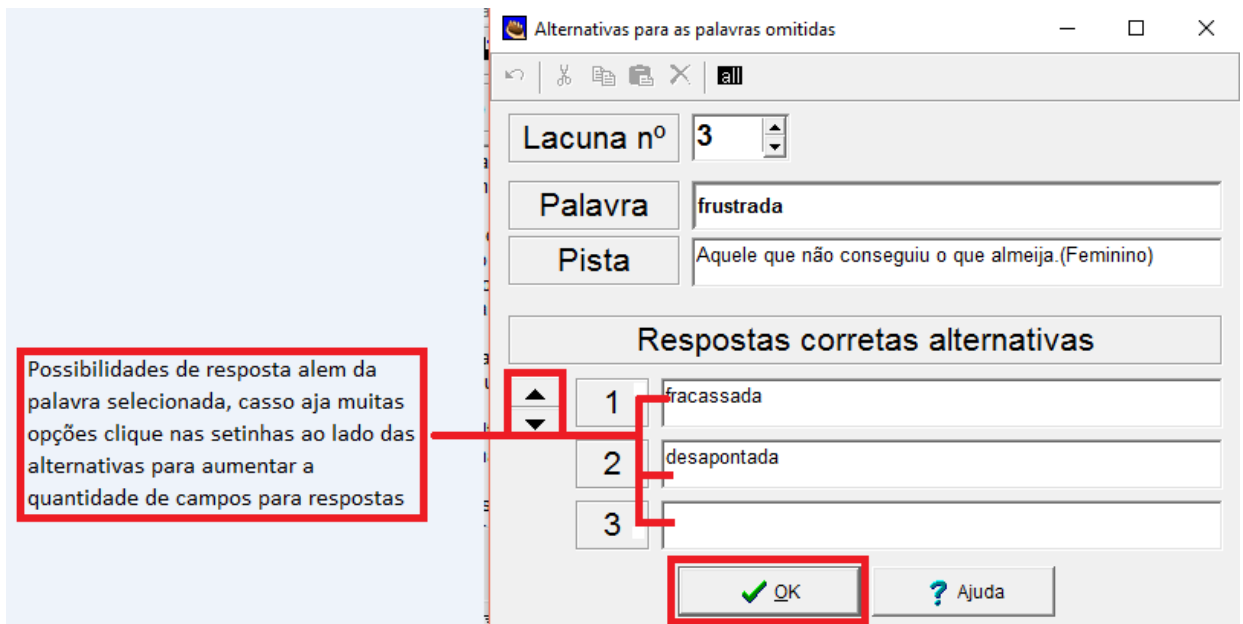 Alternativas para as palavras omitidas
all
Lacuna nº 3
Palavra frustrada
Pista Aquele que não conseguiu o que almeija.(Feminino)
Respostas corretas alternativas
1 fracassada
2 desapontada
3
OK ? Ajuda
Possibilidades de resposta alem da
palavra selecionada, casso aja muitas
opções clique nas setinhas ao lado das
alternativas para aumentar a
quantidade de campos para respostas